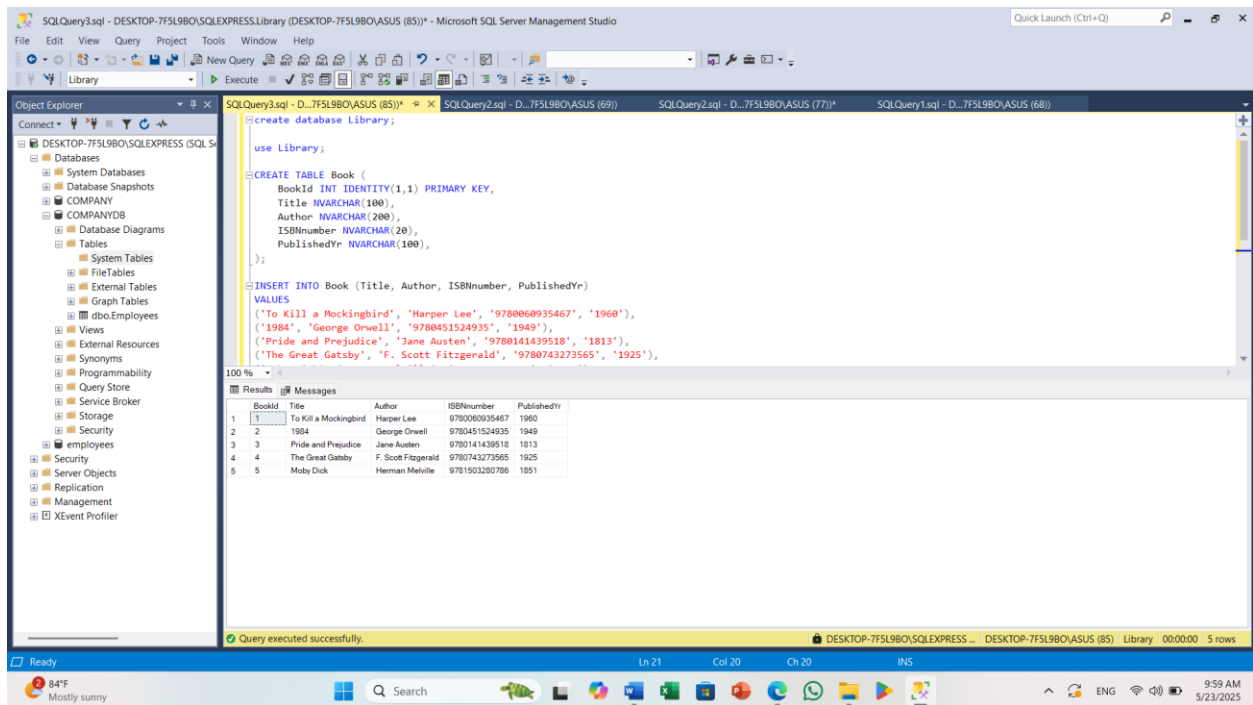 SQLQuery3.sql - DESKTOP-7F5L9BO\SQLEXPRESS.Library (DESKTOP-7F5L9BO\ASUS (85))* - Microsoft SQL Server Management Studio
Quick Launch (Ctrl+Q)
File Edit View Query Project Tools Window Help
New Query
Library Execute
Object Explorer
Connect
DESKTOP-7F5L9BO\SQLEXPRESS (SQL Se
Databases
System Databases
Database Snapshots
COMPANY
COMPANYDB
Database Diagrams
Tables
System Tables
FileTables
External Tables
Graph Tables
dbo.Employees
Views
External Resources
Synonyms
Programmability
Query Store
Service Broker
Storage
Security
employees
Security
Server Objects
Replication
Management
XEvent Profiler
SQLQuery3.sql - D...7F5L9BO\ASUS (85))* SQLQuery2.sql - D...7F5L9BO\ASUS (69)) SQLQuery2.sql - D...7F5L9BO\ASUS (77))* SQLQuery1.sql - D...7F5L9BO\ASUS (68))
create database Library;
use Library;
CREATE TABLE Book (
BookId INT IDENTITY(1,1) PRIMARY KEY,
Title NVARCHAR(100),
Author NVARCHAR(200),
ISBNnumber NVARCHAR(20),
PublishedYr NVARCHAR(100),
);
INSERT INTO Book (Title, Author, ISBNnumber, PublishedYr)
VALUES
('To Kill a Mockingbird', 'Harper Lee', '9780060935467', '1960'),
('1984', 'George Orwell', '9780451524935', '1949'),
('Pride and Prejudice', 'Jane Austen', '9780141439518', '1813'),
('The Great Gatsby', 'F. Scott Fitzgerald', '9780743273565', '1925'),
100 %
Results Messages
BookId Title Author ISBNnumber PublishedYr
1 1 To Kill a Mockingbird Harper Lee 9780060935467 1960
2 2 1984 George Orwell 9780451524935 1949
3 3 Pride and Prejudice Jane Austen 9780141439518 1813
4 4 The Great Gatsby F. Scott Fitzgerald 9780743273565 1925
5 5 Moby Dick Herman Melville 9781503280786 1851
Query executed successfully. DESKTOP-7F5L9BO\SQLEXPRESS ... DESKTOP-7F5L9BO\ASUS (85) Library 00:00:00 5 rows
Ready Ln 21 Col 20 Ch 20 INS
2 84°F
Mostly sunny
Search
ENG
9:59 AM
5/23/2025